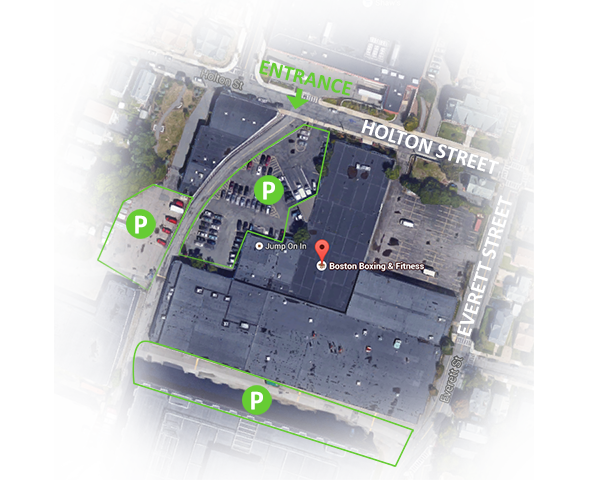 Holton St
ENTRANCE
HOLTON STREET
P
P
Jump On In
Boston Boxing & Fitness
EVERETT STREET
Everett St
P